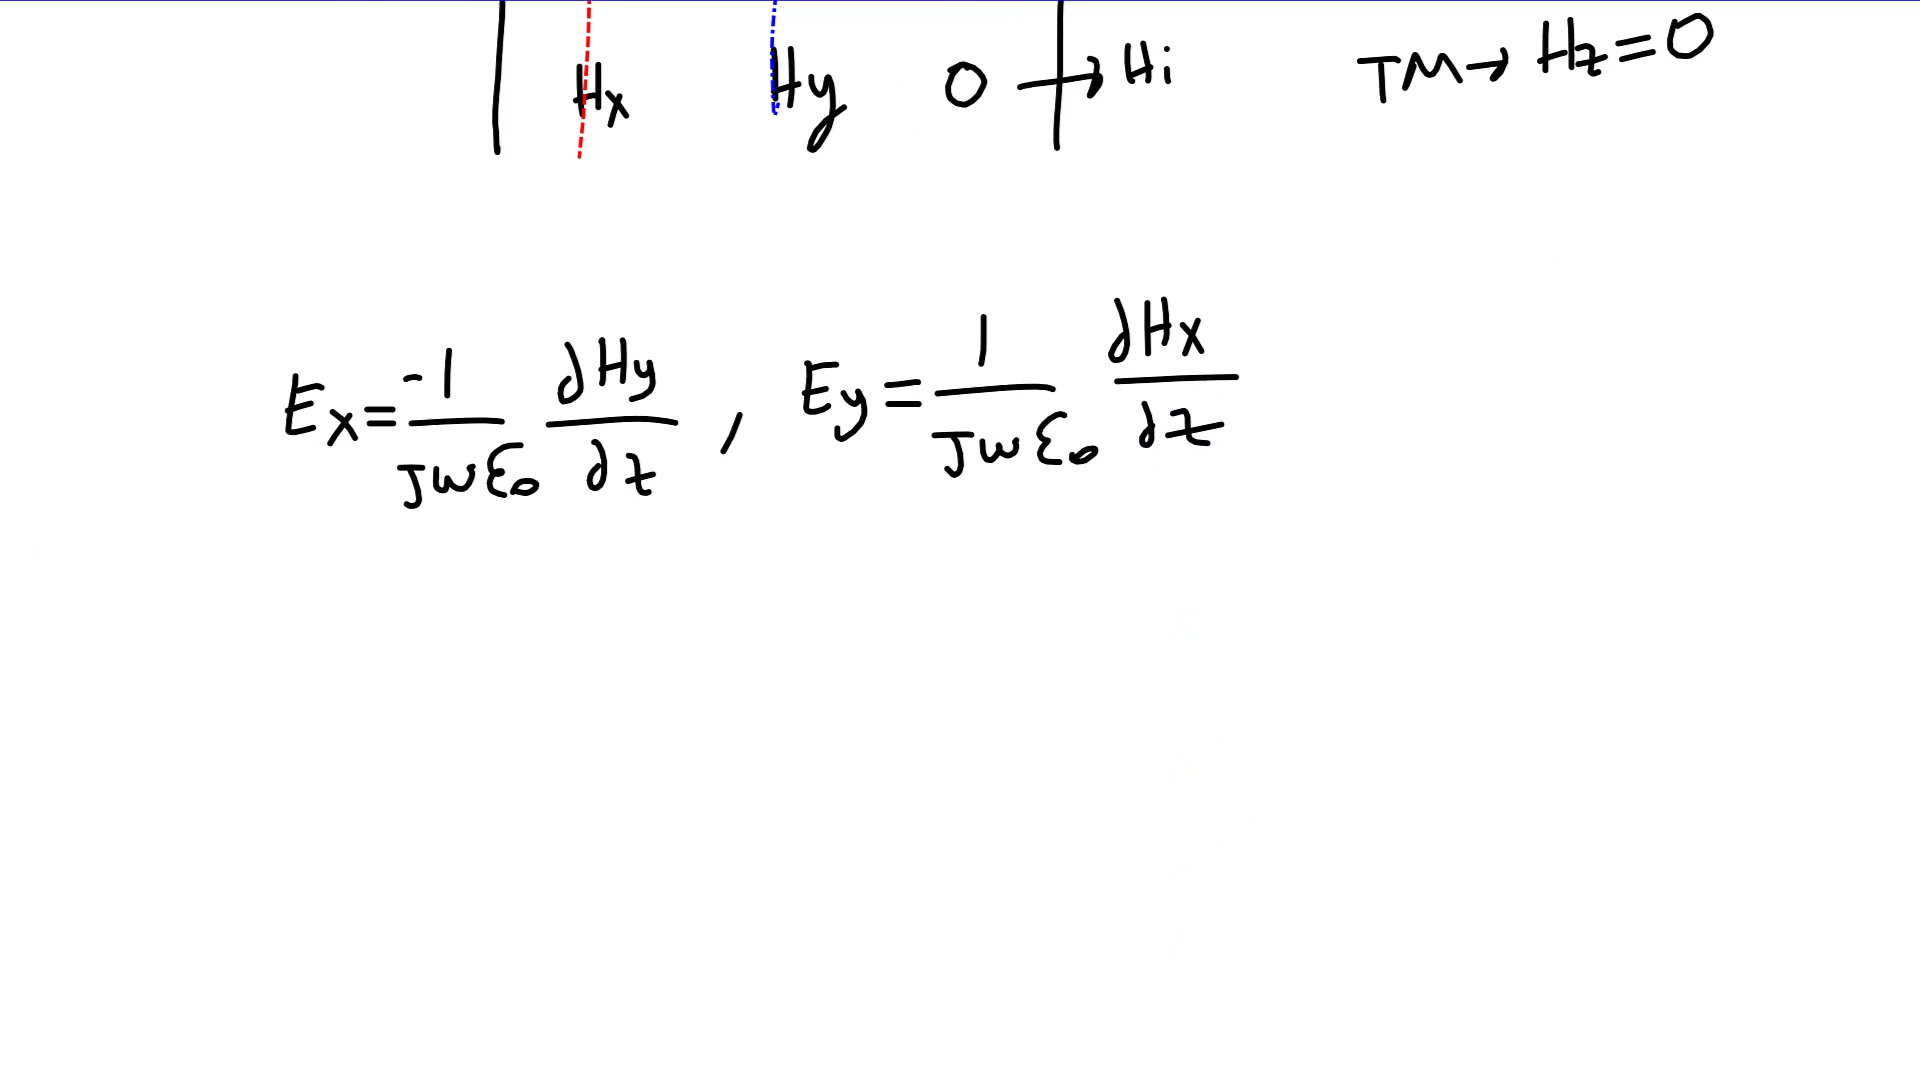 | Hx Hy 0 | → Hi TM → Hz = 0
Ex = -1/(Jωε₀) ∂Hy/∂z , Ey = 1/(Jωε₀) ∂Hx/∂z